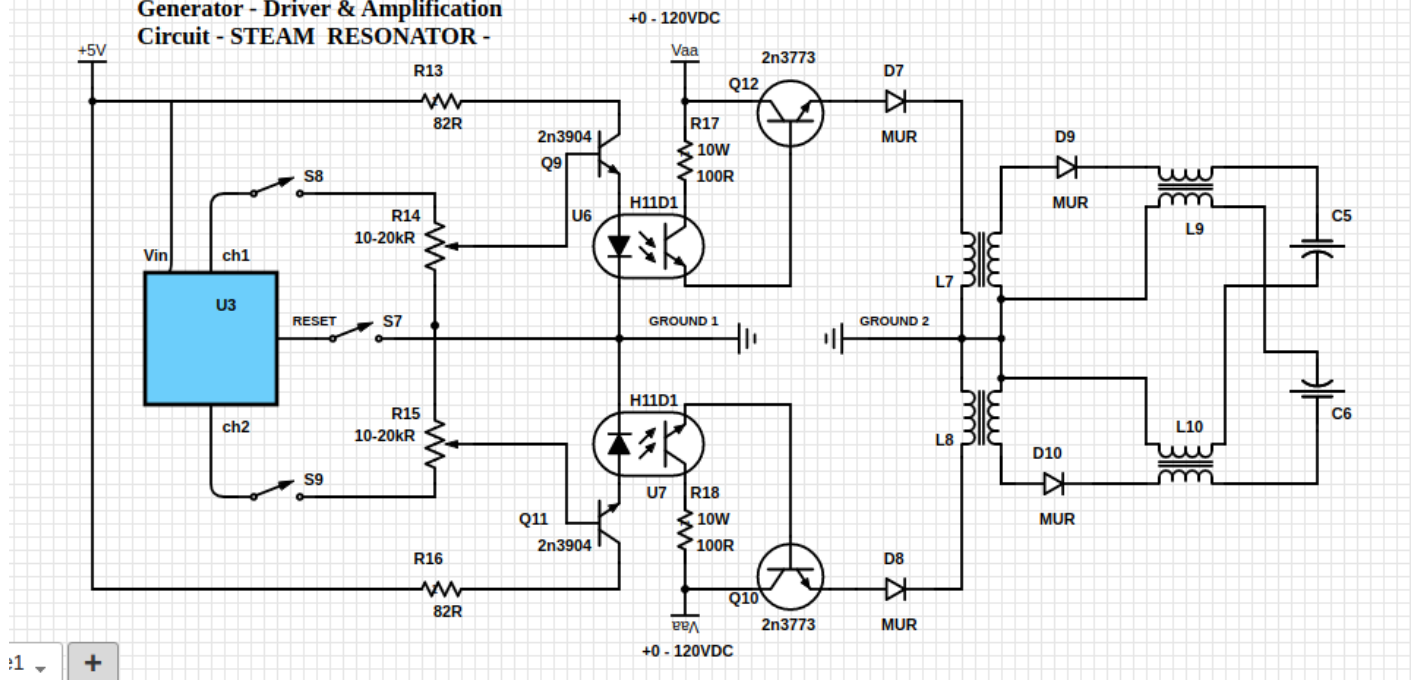 Generator - Driver & Amplification
Circuit - STEAM RESONATOR -
+0 - 120VDC
+5V
Vaa
2n3773
R13
Q12
D7
82R
R17
MUR
2n3904
10W
Q9
100R
D9
S8
H11D1
MUR
R14
U6
C5
10-20kR
L9
Vin
ch1
L7
U3
RESET
S7
GROUND 1
GROUND 2
R15
H11D1
C6
ch2
10-20kR
L8
L10
D10
S9
U7
R18
Q11
10W
MUR
2n3904
100R
R16
D8
82R
Q10
Vaa
2n3773
MUR
+0 - 120VDC
e1
+